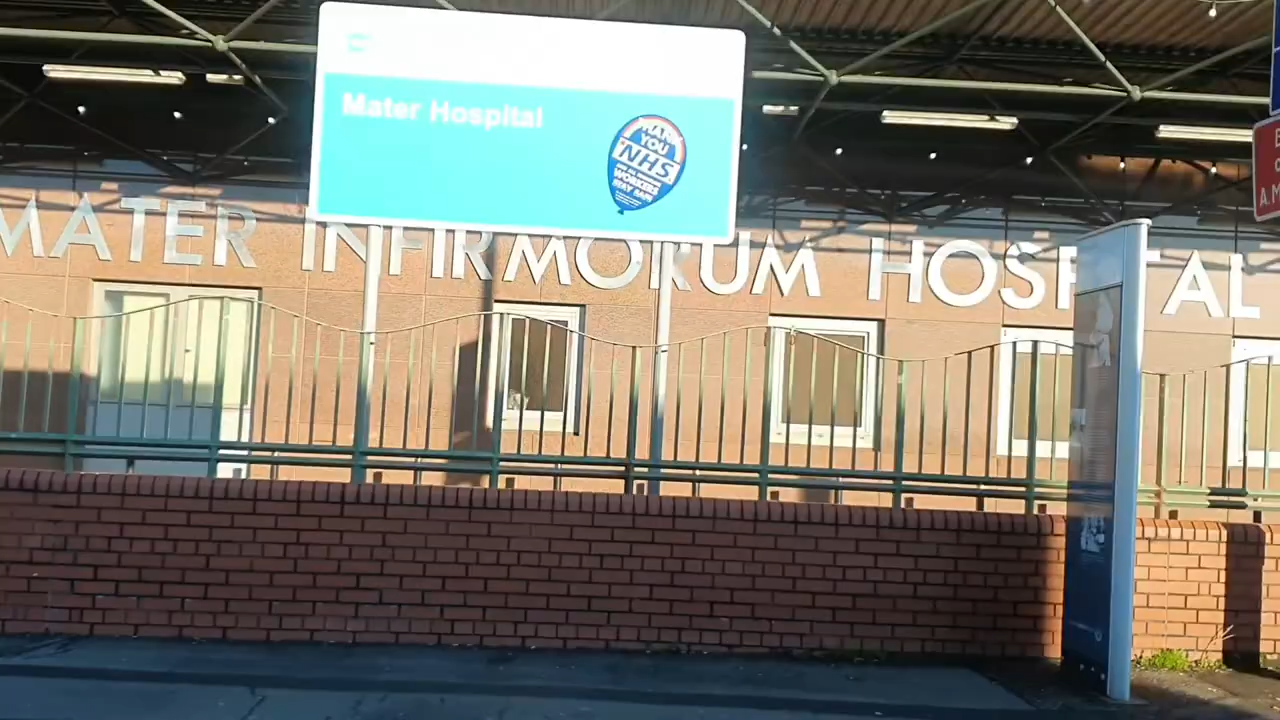 Mater Hospital
THANK
YOU
NHS
WORKERS
STAY SAFE
MATER INFIRMORUM HOSPITAL
A.M